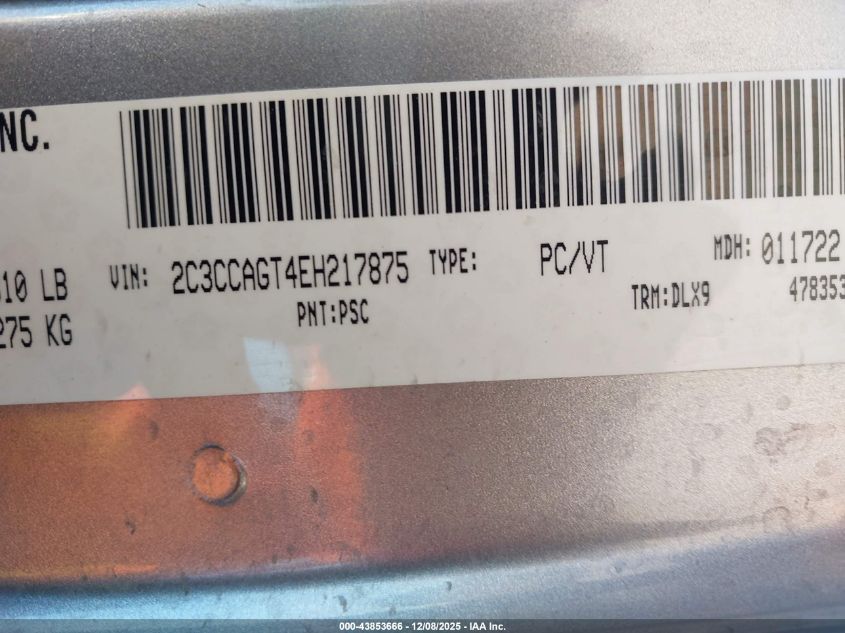 NC.
10 LB VIN: 2C3CCAGT4EH217875 TYPE: PC/VT MDH: 011722
275 KG PNT:PSC TRM:DLX9 478353
000-43853666 - 12/08/2025 - IAA Inc.